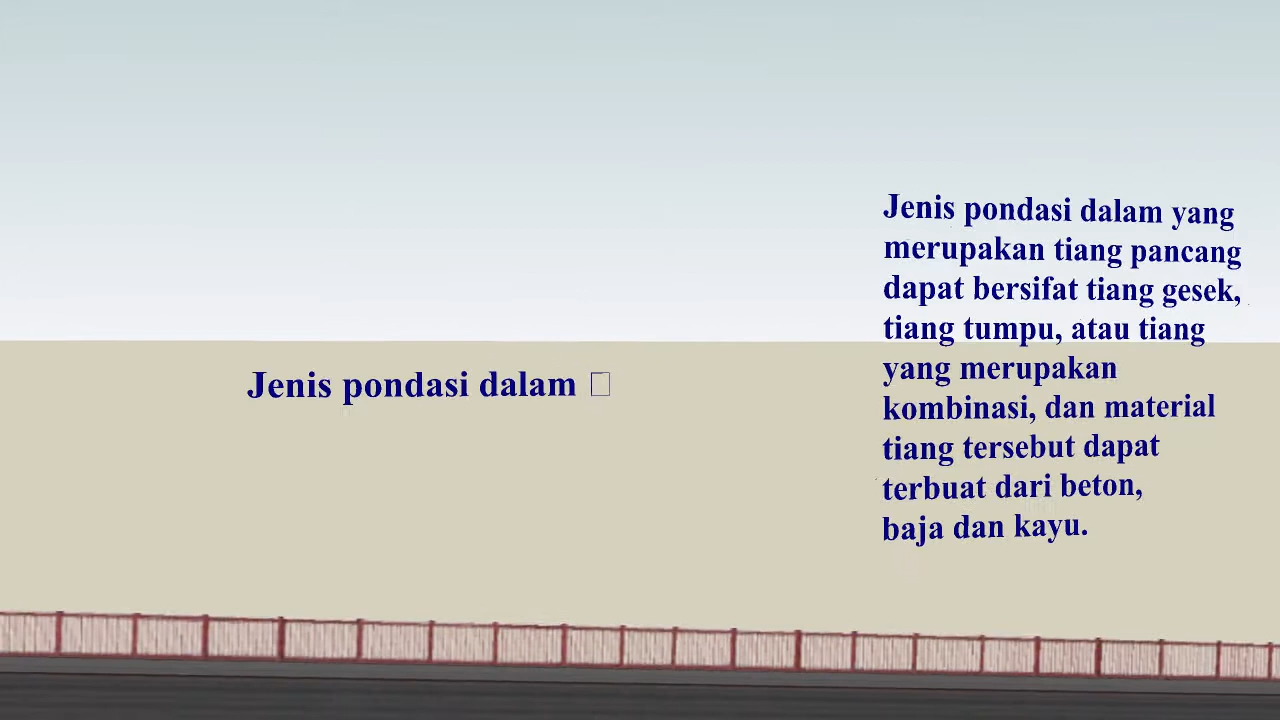 Jenis pondasi dalam □
Jenis pondasi dalam yang
merupakan tiang pancang
dapat bersifat tiang gesek,
tiang tumpu, atau tiang
yang merupakan
kombinasi, dan material
tiang tersebut dapat
terbuat dari beton,
baja dan kayu.